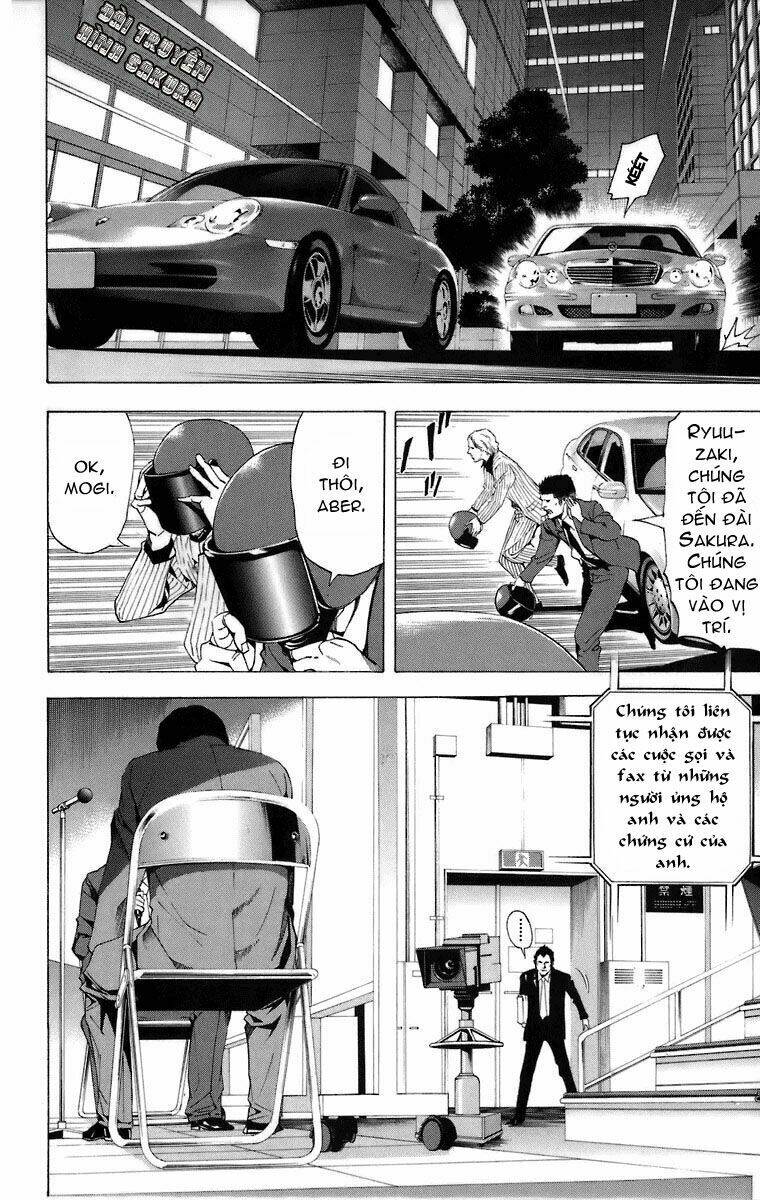 ĐÀI TRUYỀN
HÌNH SAKURA
KÉÉT
RYUU-
ZAKI,
CHÚNG
TÔI ĐÃ
ĐẾN ĐÀI
SAKURA.
CHÚNG
TÔI ĐANG
VÀO VỊ
TRÍ.
ĐI
THÔI,
ABER.
OK,
MOGI.
Chúng tôi liên
tục nhận được
các cuộc gọi và
fax từ những
người ủng hộ
anh và các
chứng cứ của
anh.
......
禁煙